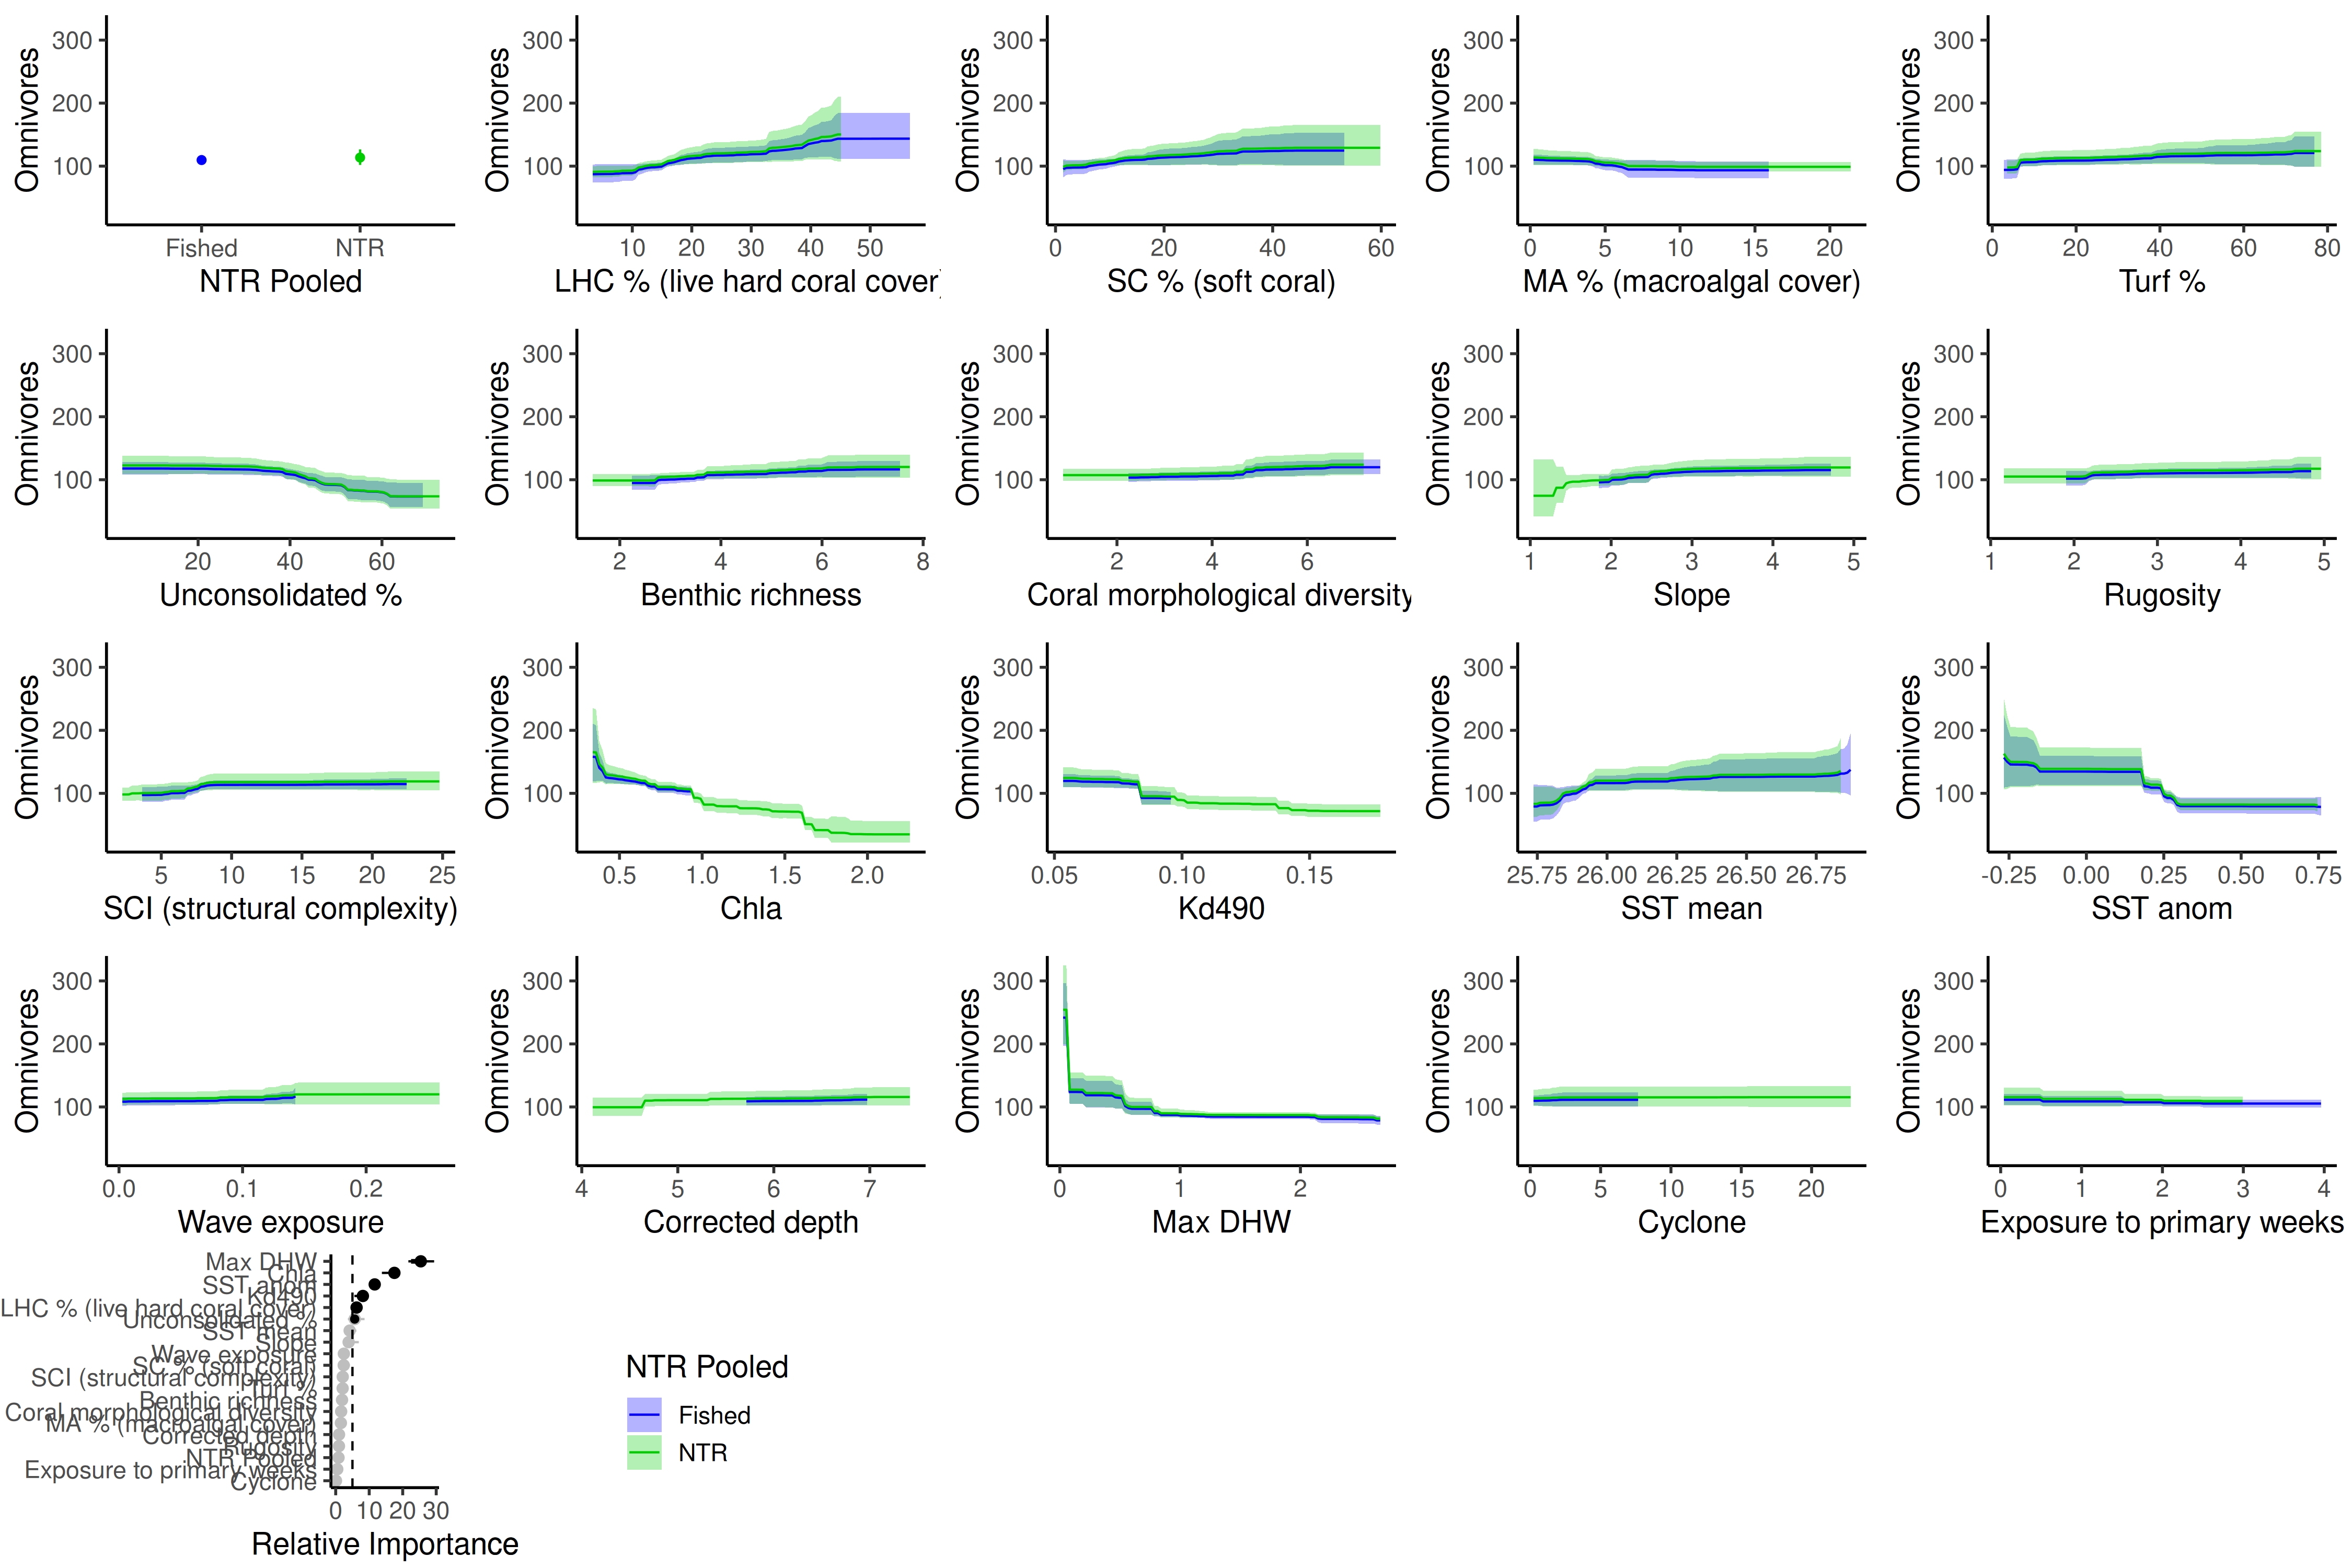 300
200
100
Omnivores
Fished NTR
NTR Pooled
300
200
100
Omnivores
10 20 30 40 50
LHC % (live hard coral cover)
300
200
100
Omnivores
0 20 40 60
SC % (soft coral)
300
200
100
Omnivores
0 5 10 15 20
MA % (macroalgal cover)
300
200
100
Omnivores
0 20 40 60 80
Turf %
300
200
100
Omnivores
20 40 60
Unconsolidated %
300
200
100
Omnivores
2 4 6 8
Benthic richness
300
200
100
Omnivores
2 4 6
Coral morphological diversity
300
200
100
Omnivores
1 2 3 4 5
Slope
300
200
100
Omnivores
1 2 3 4 5
Rugosity
300
200
100
Omnivores
5 10 15 20 25
SCI (structural complexity)
300
200
100
Omnivores
0.5 1.0 1.5 2.0
Chla
300
200
100
Omnivores
0.05 0.10 0.15
Kd490
300
200
100
Omnivores
25.75 26.00 26.25 26.50 26.75
SST mean
300
200
100
Omnivores
-0.25 0.00 0.25 0.50 0.75
SST anom
300
200
100
Omnivores
0.0 0.1 0.2
Wave exposure
300
200
100
Omnivores
4 5 6 7
Corrected depth
300
200
100
Omnivores
0 1 2
Max DHW
300
200
100
Omnivores
0 5 10 15 20
Cyclone
300
200
100
Omnivores
0 1 2 3 4
Exposure to primary weeks
Max DHW
Chla
SST anom
Kd490
LHC % (live hard coral cover)
Unconsolidated %
SST mean
Slope
Wave exposure
SC % (soft coral)
SCI (structural complexity)
Turf %
Benthic richness
Coral morphological diversity
MA % (macroalgal cover)
Corrected depth
Rugosity
NTR Pooled
Exposure to primary weeks
Cyclone
0 10 20 30
Relative Importance
NTR Pooled
Fished
NTR